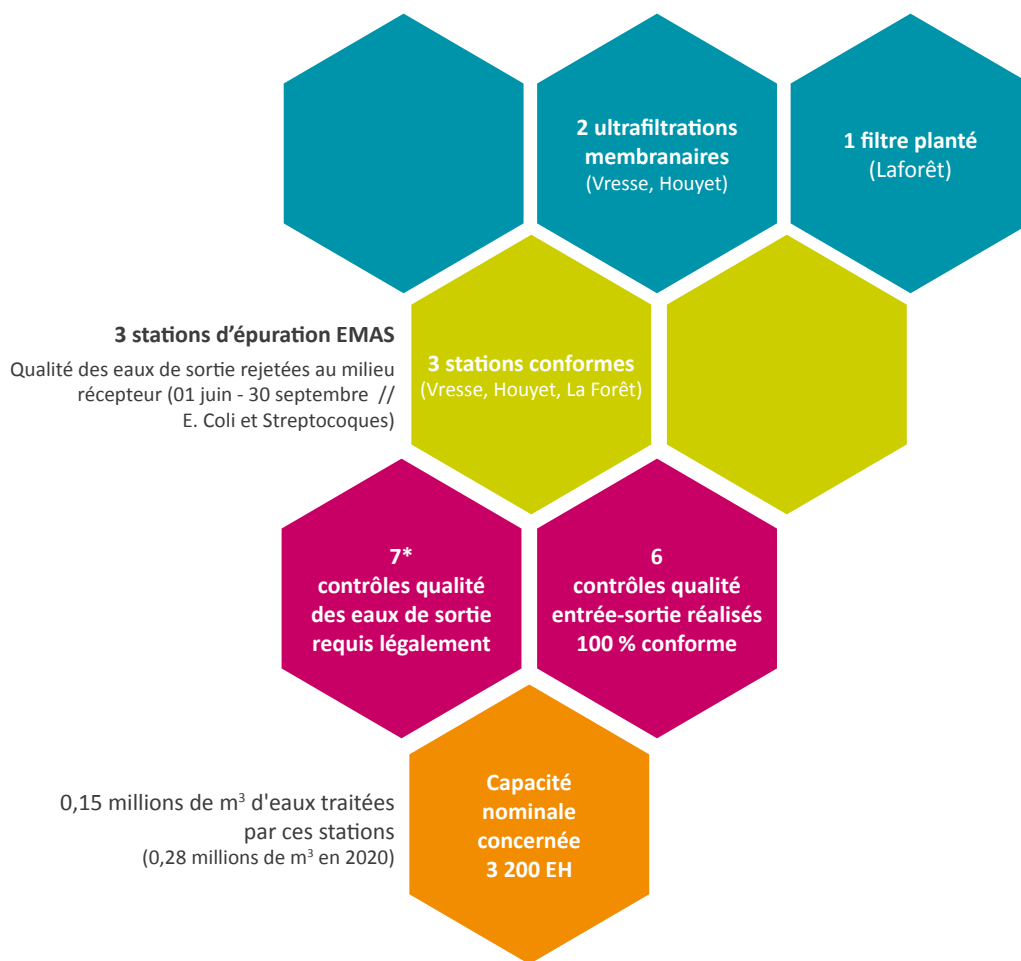 2 ultrafiltrations
membranaires
(Vresse, Houyet)
1 filtre planté
(Laforêt)
3 stations d'épuration EMAS
Qualité des eaux de sortie rejetées au milieu
récepteur (01 juin - 30 septembre //
E. Coli et Streptocoques)
3 stations conformes
(Vresse, Houyet, La Forêt)
7*
contrôles qualité
des eaux de sortie
requis légalement
6
contrôles qualité
entrée-sortie réalisés
100 % conforme
0,15 millions de m³ d'eaux traitées
par ces stations
(0,28 millions de m³ en 2020)
Capacité
nominale
concernée
3 200 EH